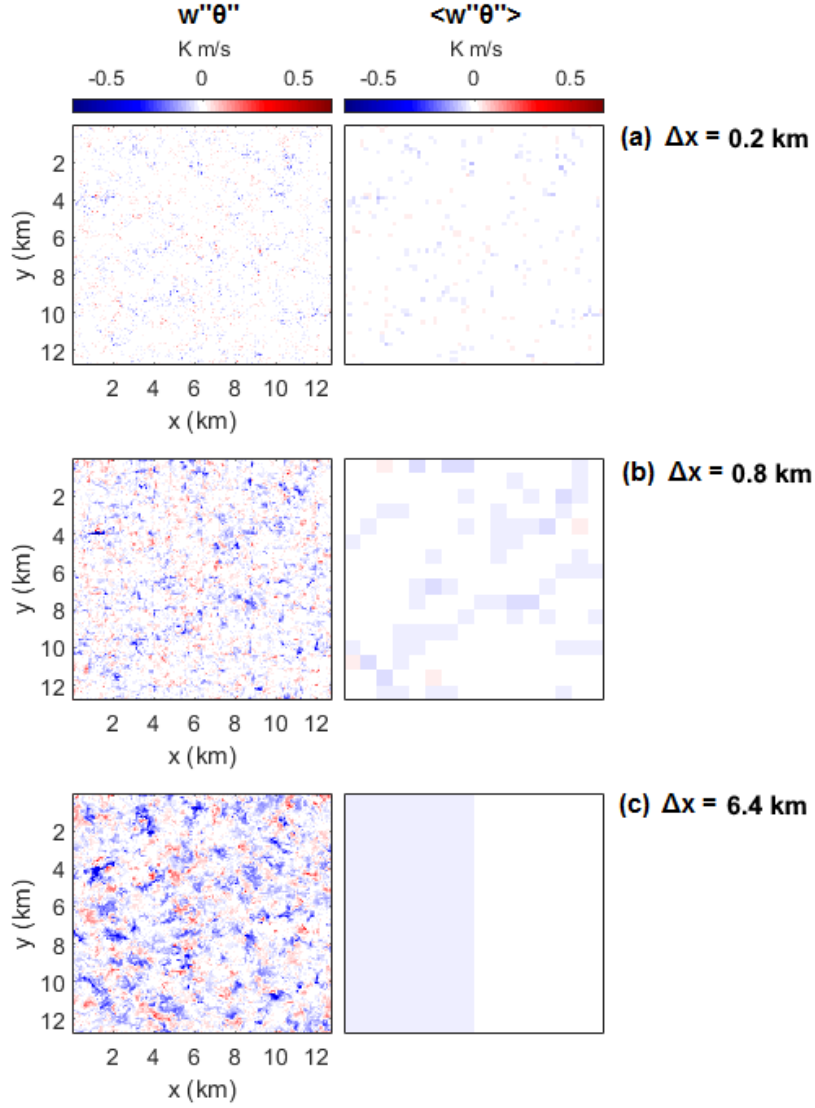 w"θ" <w"θ">
K m/s K m/s
-0.5 0 0.5 -0.5 0 0.5
(a) Δx = 0.2 km
2
4
6
8
10
12
y (km)
2 4 6 8 10 12
x (km)
(b) Δx = 0.8 km
2
4
6
8
10
12
y (km)
2 4 6 8 10 12
x (km)
(c) Δx = 6.4 km
2
4
6
8
10
12
y (km)
2 4 6 8 10 12
x (km)